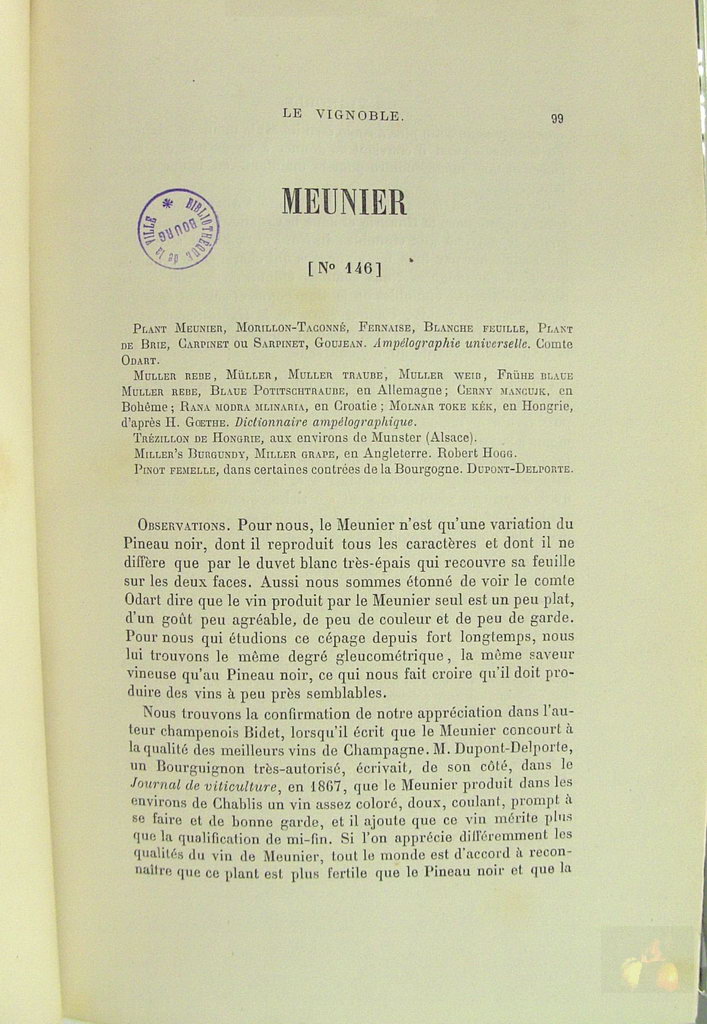 LE VIGNOBLE.
99
MEUNIER
BIBLIOTHÈQUE DE LA VILLE * BOURG
[No 146]
PLANT MEUNIER, MORILLON-TACONNÉ, FERNAISE, BLANCHE FEUILLE, PLANT
DE BRIE, CARPINET OU SARPINET, GOUJEAN. Ampélographie universelle. Comte
ODART.
MULLER REBE, MÜLLER, MULLER TRAUBE, MULLER WEIB, FRÜHE BLAUE
MULLER REBE, BLAUE POTITSCHTRAUBE, en Allemagne; CERNY MANCUJK, en
Bohême; RANA MODRA MLINARIA, en Croatie; MOLNAR TOKE KÉK, en Hongrie,
d'après H. GŒTHE. Dictionnaire ampélographique.
TRÉZILLON DE HONGRIE, aux environs de Munster (Alsace).
MILLER'S BURGUNDY, MILLER GRAPE, en Angleterre. Robert HOGG.
PINOT FEMELLE, dans certaines contrées de la Bourgogne. DUPONT-DELPORTE.
OBSERVATIONS. Pour nous, le Meunier n'est qu'une variation du
Pineau noir, dont il reproduit tous les caractères et dont il ne
diffère que par le duvet blanc très-épais qui recouvre sa feuille
sur les deux faces. Aussi nous sommes étonné de voir le comte
Odart dire que le vin produit par le Meunier seul est un peu plat,
d'un goût peu agréable, de peu de couleur et de peu de garde.
Pour nous qui étudions ce cépage depuis fort longtemps, nous
lui trouvons le même degré gleucométrique, la même saveur
vineuse qu'au Pineau noir, ce qui nous fait croire qu'il doit pro-
duire des vins à peu près semblables.
Nous trouvons la confirmation de notre appréciation dans l'au-
teur champenois Bidet, lorsqu'il écrit que le Meunier concourt à
la qualité des meilleurs vins de Champagne. M. Dupont-Delporte,
un Bourguignon très-autorisé, écrivait, de son côté, dans le
Journal de viticulture, en 1867, que le Meunier produit dans les
environs de Chablis un vin assez coloré, doux, coulant, prompt à
se faire et de bonne garde, et il ajoute que ce vin mérite plus
que la qualification de mi-fin. Si l'on apprécie différemment les
qualités du vin de Meunier, tout le monde est d'accord à recon-
naître que ce plant est plus fertile que le Pineau noir et que la